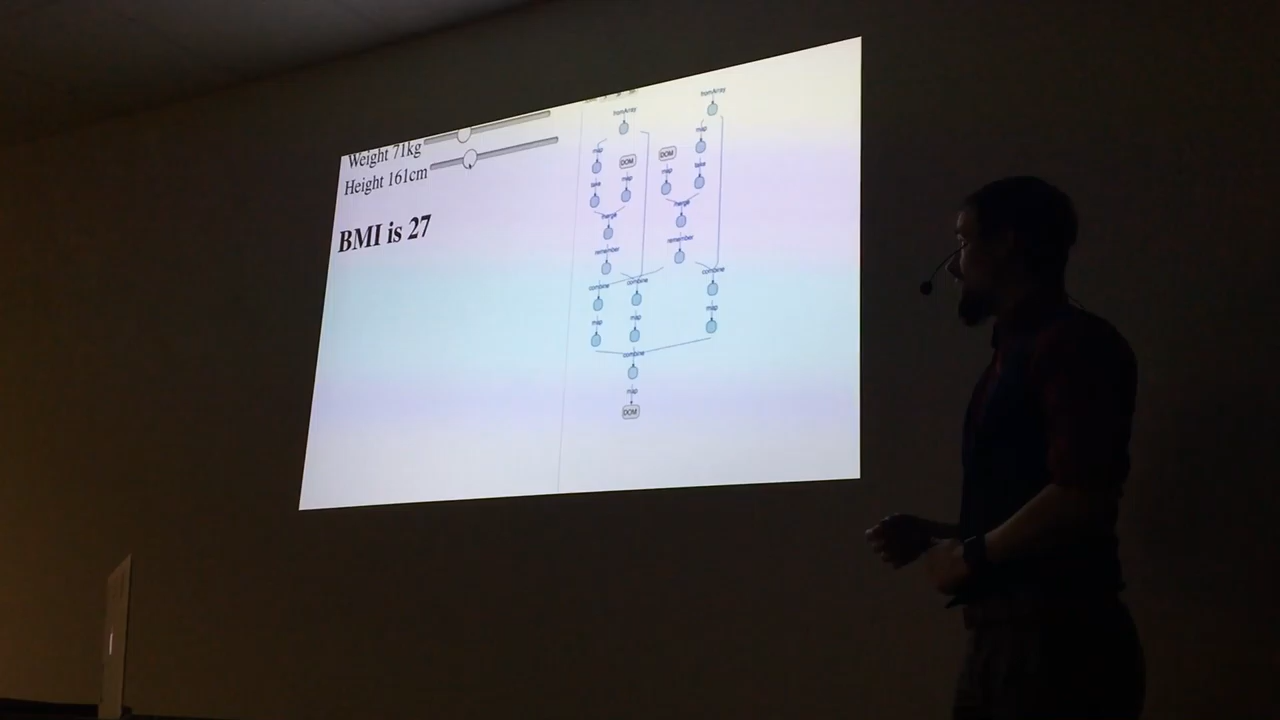 Weight 71kg
Height 161cm
BMI is 27
fromArray
fromArray
map
map
DOM
DOM
take
map
map
take
merge
merge
remember
remember
combine
combine
combine
map
map
map
combine
map
DOM